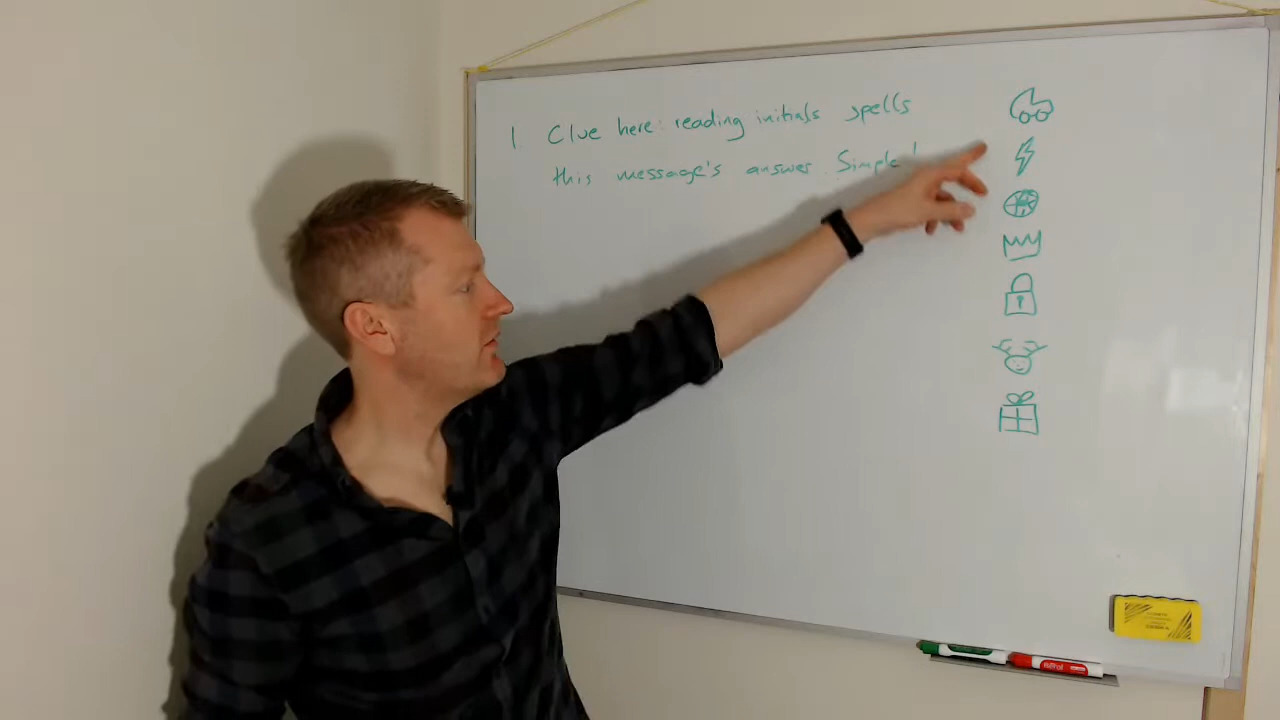 1. Clue here: reading initials spells
this message's answer. Simple!